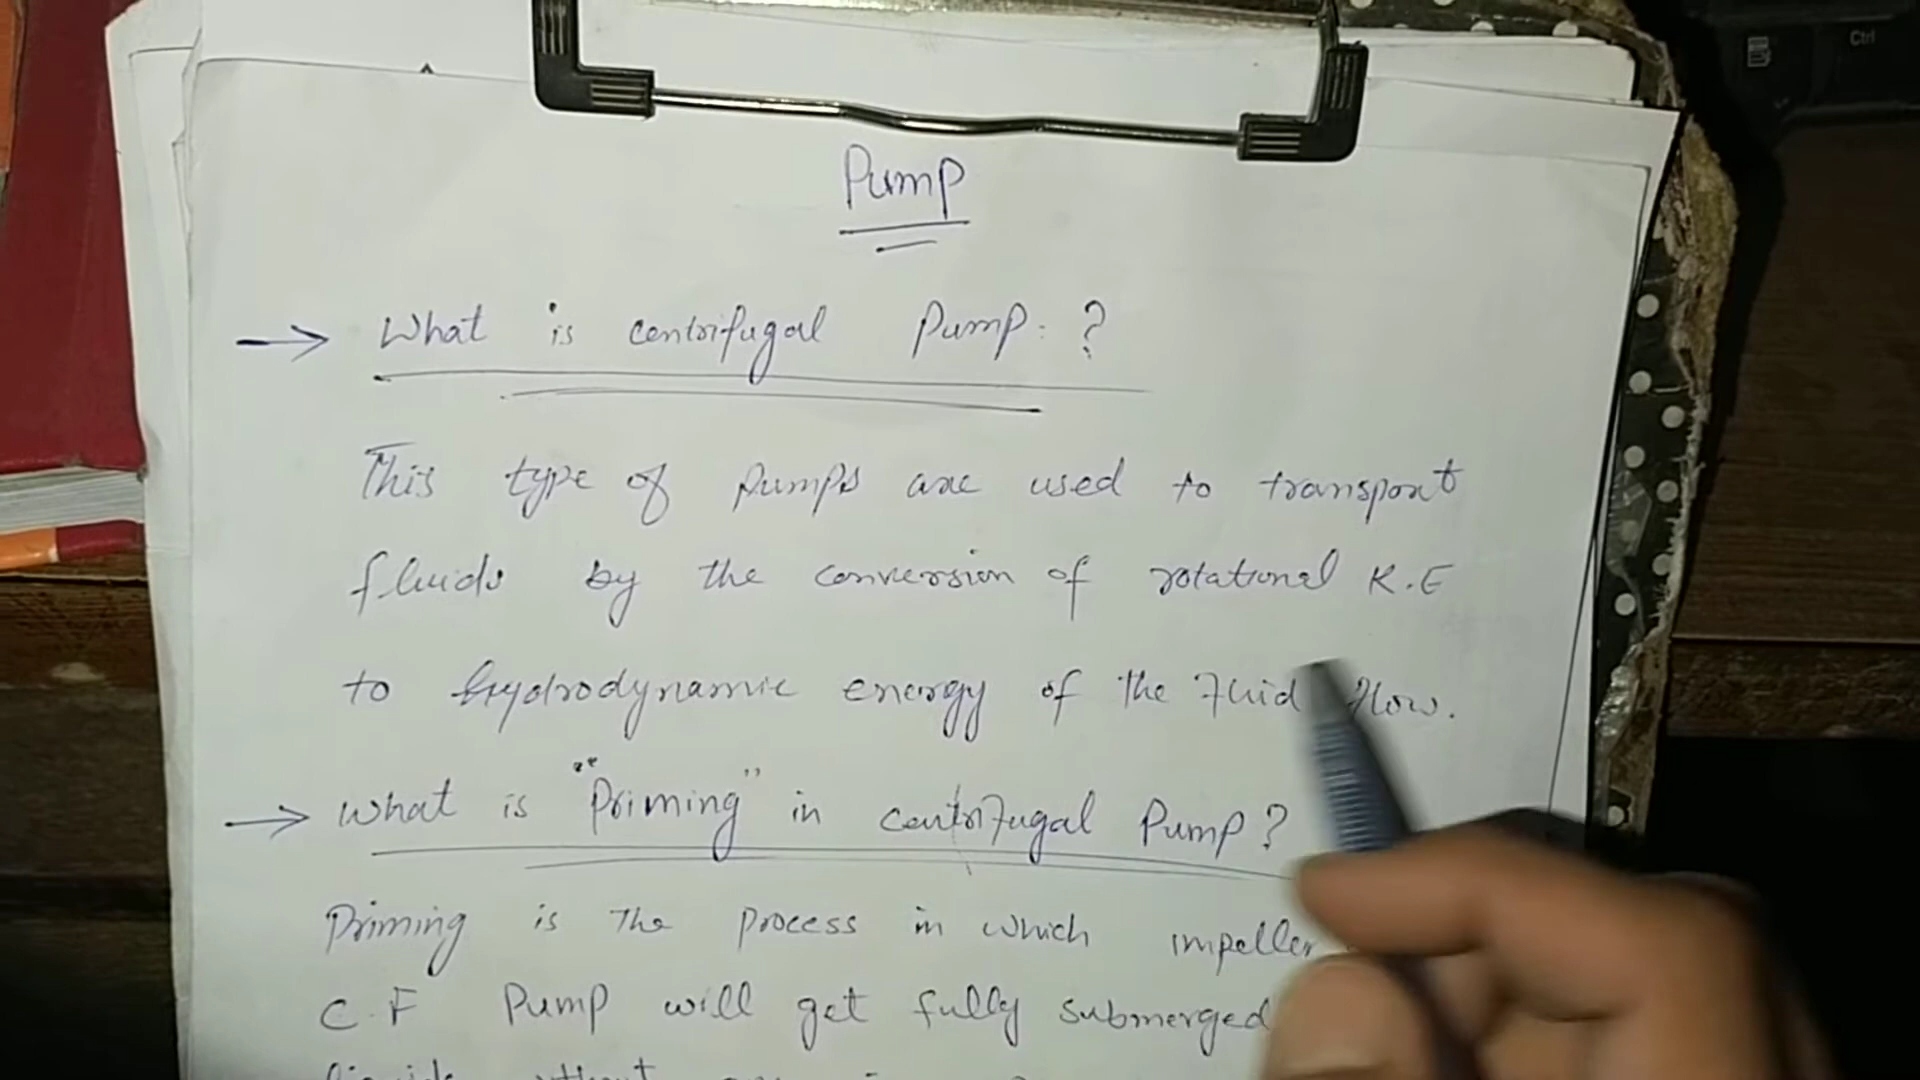 Ctrl
Pump
→ What is centrifugal Pump: ?
This type of pumps are used to transport
fluids by the conversion of rotational K.E
to hydrodynamic energy of the fluid flow.
→ What is "Priming" in centrifugal Pump?
Priming is the process in which impeller
C.F Pump will get fully submerged